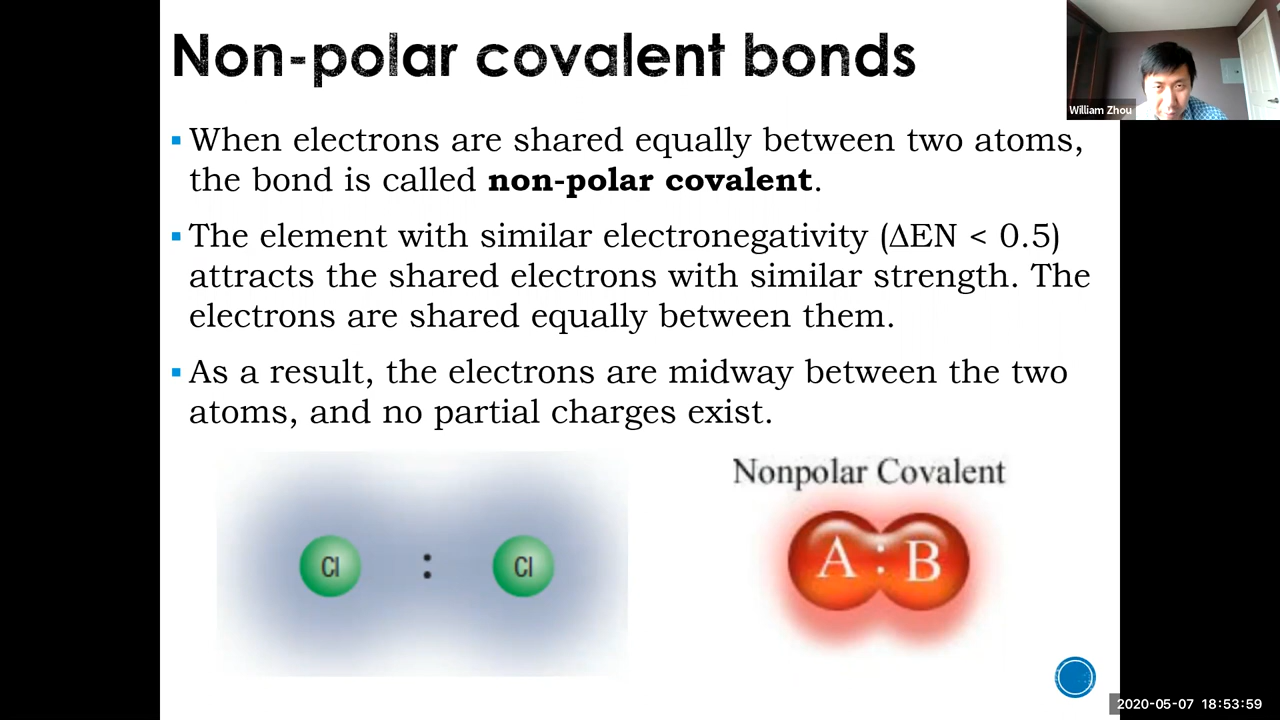 Non-polar covalent bonds
William Zhou
When electrons are shared equally between two atoms,
the bond is called non-polar covalent.
The element with similar electronegativity (ΔEN < 0.5)
attracts the shared electrons with similar strength. The
electrons are shared equally between them.
As a result, the electrons are midway between the two
atoms, and no partial charges exist.
Cl : Cl
Nonpolar Covalent
A : B
2020-05-07 18:53:59